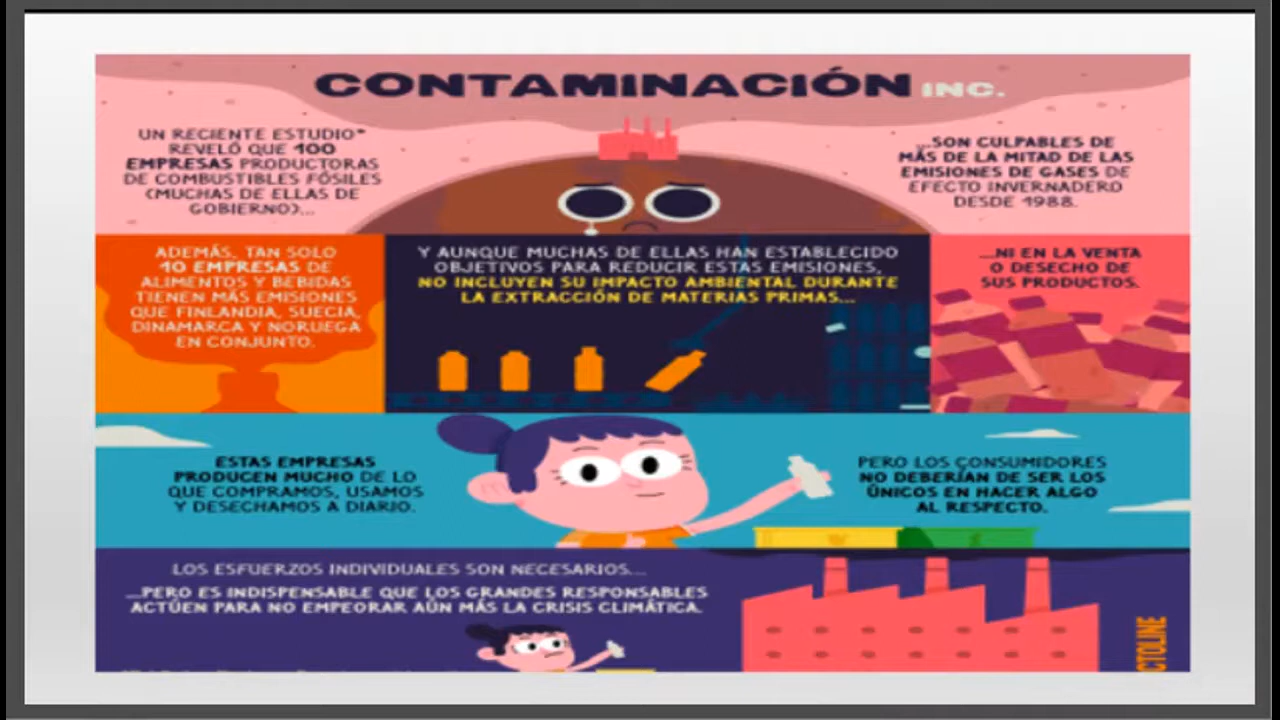 CONTAMINACIÓN INC.
UN RECIENTE ESTUDIO*
REVELÓ QUE 100
EMPRESAS PRODUCTORAS
DE COMBUSTIBLES FÓSILES
(MUCHAS DE ELLAS DE
GOBIERNO)...
...SON CULPABLES DE
MÁS DE LA MITAD DE LAS
EMISIONES DE GASES DE
EFECTO INVERNADERO
DESDE 1988.
ADEMÁS, TAN SOLO
10 EMPRESAS DE
ALIMENTOS Y BEBIDAS
TIENEN MÁS EMISIONES
QUE FINLANDIA, SUECIA,
DINAMARCA Y NORUEGA
EN CONJUNTO.
Y AUNQUE MUCHAS DE ELLAS HAN ESTABLECIDO
OBJETIVOS PARA REDUCIR ESTAS EMISIONES,
NO INCLUYEN SU IMPACTO AMBIENTAL DURANTE
LA EXTRACCIÓN DE MATERIAS PRIMAS...
...NI EN LA VENTA
O DESECHO DE
SUS PRODUCTOS.
ESTAS EMPRESAS
PRODUCEN MUCHO DE LO
QUE COMPRAMOS, USAMOS
Y DESECHAMOS A DIARIO.
PERO LOS CONSUMIDORES
NO DEBERÍAN DE SER LOS
ÚNICOS EN HACER ALGO
AL RESPECTO.
LOS ESFUERZOS INDIVIDUALES SON NECESARIOS...
...PERO ES INDISPENSABLE QUE LOS GRANDES RESPONSABLES
ACTÚEN PARA NO EMPEORAR AÚN MÁS LA CRISIS CLIMÁTICA.
CTOLINE